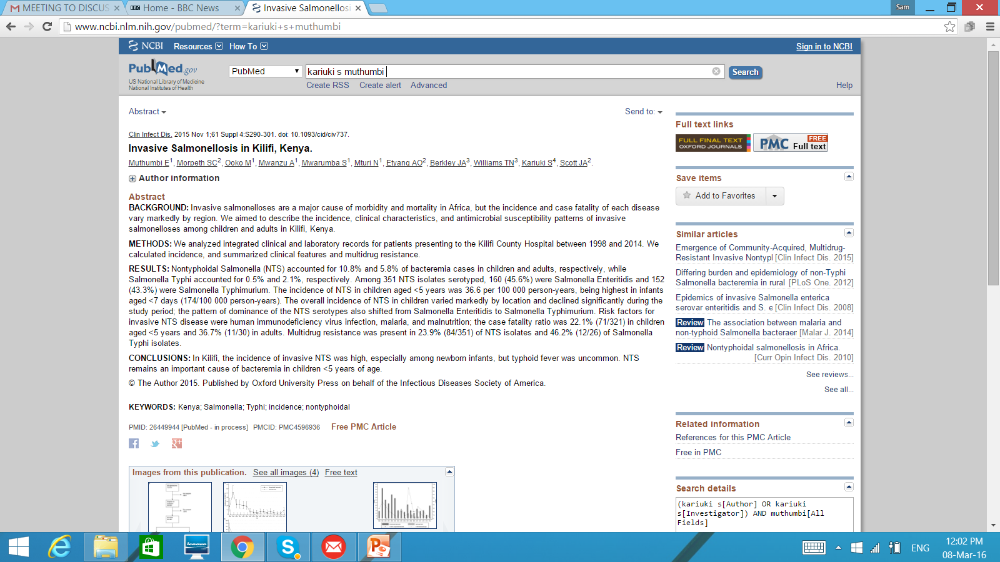 MEETING TO DISCUS
Home - BBC News
Invasive Salmonellosi
Sam
www.ncbi.nlm.nih.gov/pubmed/?term=kariuki+s+muthumbi
NCBI Resources How To Sign in to NCBI
PubMed.gov
US National Library of Medicine
National Institutes of Health
PubMed
kariuki s muthumbi
Search
Create RSS Create alert Advanced
Help
Abstract
Send to:
Clin Infect Dis. 2015 Nov 1;61 Suppl 4:S290-301. doi: 10.1093/cid/civ737.
Invasive Salmonellosis in Kilifi, Kenya.
Muthumbi E1, Morpeth SC2, Ooko M1, Mwanzu A1, Mwarumba S1, Mturi N1, Etyang AO2, Berkley JA3, Williams TN3, Kariuki S4, Scott JA2.
Author information
Abstract
BACKGROUND: Invasive salmonelloses are a major cause of morbidity and mortality in Africa, but the incidence and case fatality of each disease
vary markedly by region. We aimed to describe the incidence, clinical characteristics, and antimicrobial susceptibility patterns of invasive
salmonelloses among children and adults in Kilifi, Kenya.
METHODS: We analyzed integrated clinical and laboratory records for patients presenting to the Kilifi County Hospital between 1998 and 2014. We
calculated incidence, and summarized clinical features and multidrug resistance.
RESULTS: Nontyphoidal Salmonella (NTS) accounted for 10.8% and 5.8% of bacteremia cases in children and adults, respectively, while
Salmonella Typhi accounted for 0.5% and 2.1%, respectively. Among 351 NTS isolates serotyped, 160 (45.6%) were Salmonella Enteritidis and 152
(43.3%) were Salmonella Typhimurium. The incidence of NTS in children aged <5 years was 36.6 per 100 000 person-years, being highest in infants
aged <7 days (174/100 000 person-years). The overall incidence of NTS in children varied markedly by location and declined significantly during the
study period; the pattern of dominance of the NTS serotypes also shifted from Salmonella Enteritidis to Salmonella Typhimurium. Risk factors for
invasive NTS disease were human immunodeficiency virus infection, malaria, and malnutrition; the case fatality ratio was 22.1% (71/321) in children
aged <5 years and 36.7% (11/30) in adults. Multidrug resistance was present in 23.9% (84/351) of NTS isolates and 46.2% (12/26) of Salmonella
Typhi isolates.
CONCLUSIONS: In Kilifi, the incidence of invasive NTS was high, especially among newborn infants, but typhoid fever was uncommon. NTS
remains an important cause of bacteremia in children <5 years of age.
© The Author 2015. Published by Oxford University Press on behalf of the Infectious Diseases Society of America.
KEYWORDS: Kenya; Salmonella; Typhi; incidence; nontyphoidal
PMID: 26449944 [PubMed - in process] PMCID: PMC4596936 Free PMC Article
Images from this publication. See all images (4) Free text
Full text links
FULL FINAL TEXT
OXFORD JOURNALS
PMC FREE
Full text
Save items
Add to Favorites
Similar articles
Emergence of Community-Acquired, Multidrug-
Resistant Invasive Nontypl [Clin Infect Dis. 2015]
Differing burden and epidemiology of non-Typhi
Salmonella bacteremia in rural [PLoS One. 2012]
Epidemics of invasive Salmonella enterica
serovar enteritidis and S. e [Clin Infect Dis. 2008]
Review The association between malaria and
non-typhoid Salmonella bacteraer [Malar J. 2014]
Review Nontyphoidal salmonellosis in Africa.
[Curr Opin Infect Dis. 2010]
See reviews...
See all...
Related information
References for this PMC Article
Free in PMC
Search details
(kariuki s[Author] OR kariuki
s[Investigator]) AND muthumbi[All
Fields]
ENG
12:02 PM
08-Mar-16